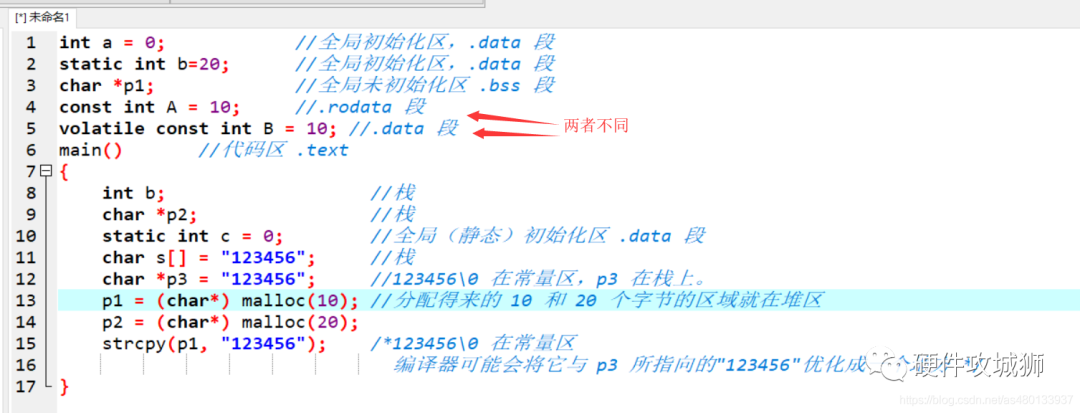 [*] 未命名1
1 int a = 0; //全局初始化区，.data 段
2 static int b=20; //全局初始化区，.data 段
3 char *p1; //全局未初始化区 .bss 段
4 const int A = 10; //.rodata 段
两者不同
5 volatile const int B = 10; //.data 段
6 main() //代码区 .text
7 {
8 int b; //栈
9 char *p2; //栈
10 static int c = 0; //全局（静态）初始化区 .data 段
11 char s[] = "123456"; //栈
12 char *p3 = "123456"; //123456\0 在常量区，p3 在栈上。
13 p1 = (char*) malloc(10); //分配得来的 10 和 20 个字节的区域就在堆区
14 p2 = (char*) malloc(20);
15 strcpy(p1, "123456"); /*123456\0 在常量区
16 编译器可能会将它与 p3 所指向的"123456"优化成
硬件攻城狮
17 }
https://blog.csdn.net/as480133937